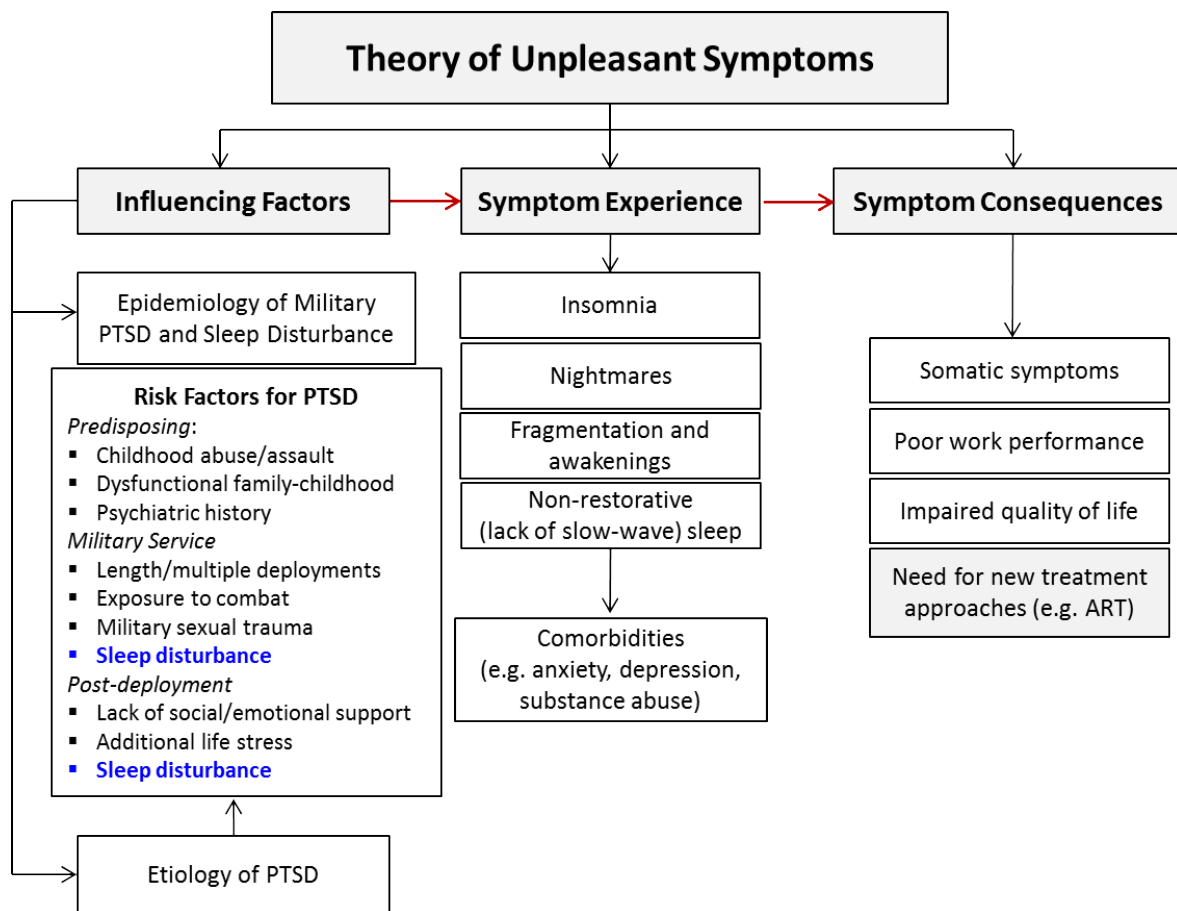 Theory of Unpleasant Symptoms
Influencing Factors
Symptom Experience
Symptom Consequences
Epidemiology of Military
PTSD and Sleep Disturbance
Risk Factors for PTSD
Predisposing:
▪ Childhood abuse/assault
▪ Dysfunctional family-childhood
▪ Psychiatric history
Military Service
▪ Length/multiple deployments
▪ Exposure to combat
▪ Military sexual trauma
▪ Sleep disturbance
Post-deployment
▪ Lack of social/emotional support
▪ Additional life stress
▪ Sleep disturbance
Etiology of PTSD
Insomnia
Nightmares
Fragmentation and
awakenings
Non-restorative
(lack of slow-wave) sleep
Comorbidities
(e.g. anxiety, depression,
substance abuse)
Somatic symptoms
Poor work performance
Impaired quality of life
Need for new treatment
approaches (e.g. ART)